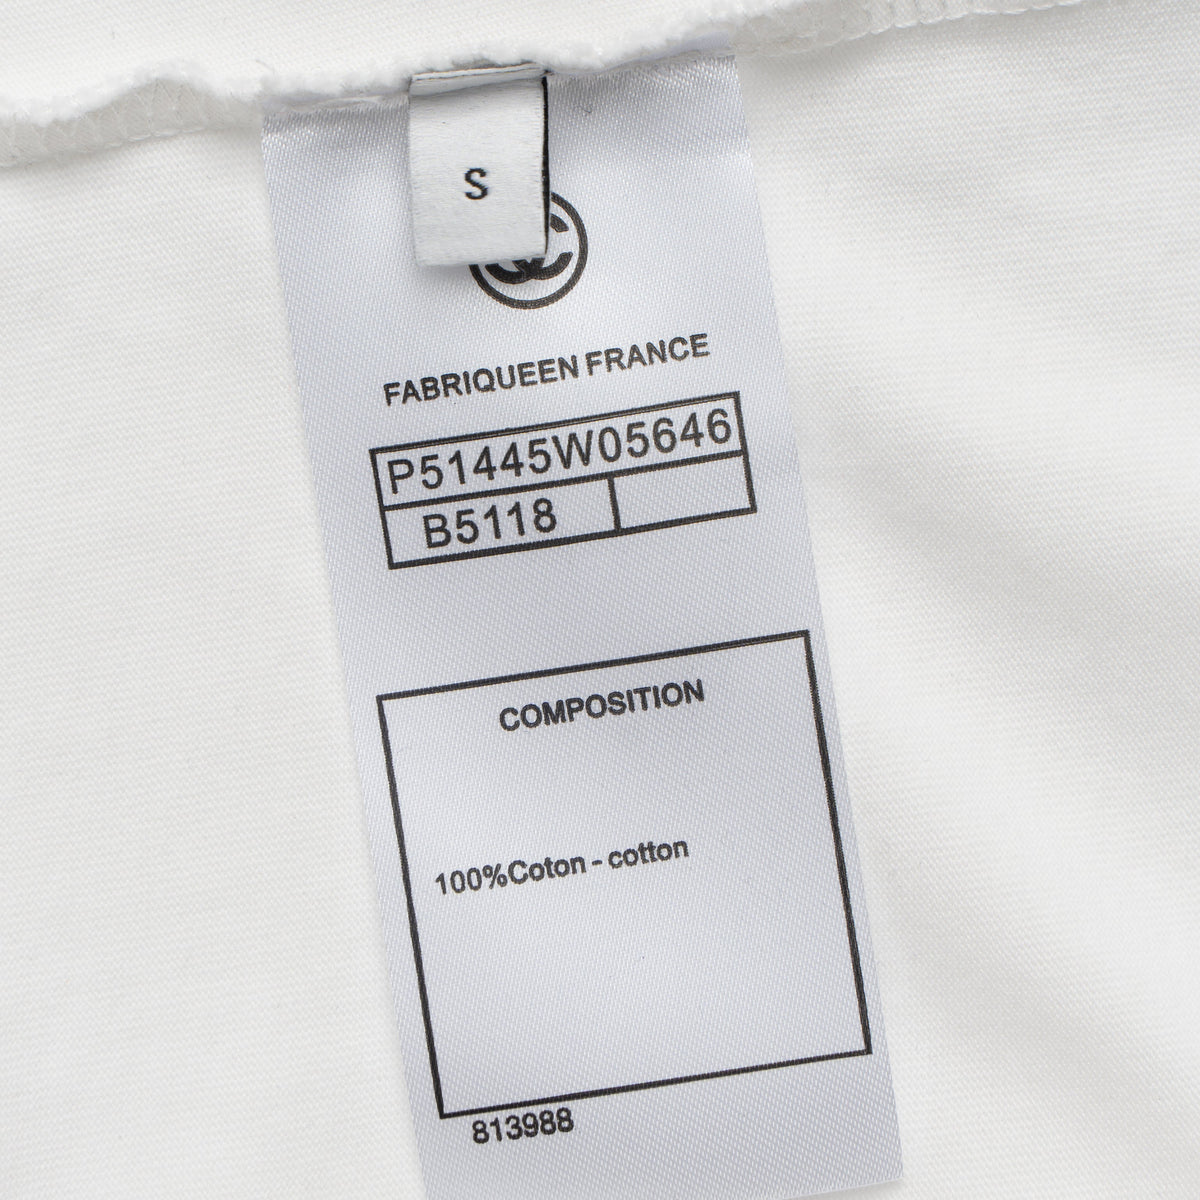 S
FABRIQUEEN FRANCE
P51445W05646
B5118
COMPOSITION
100%Coton - cotton
813988